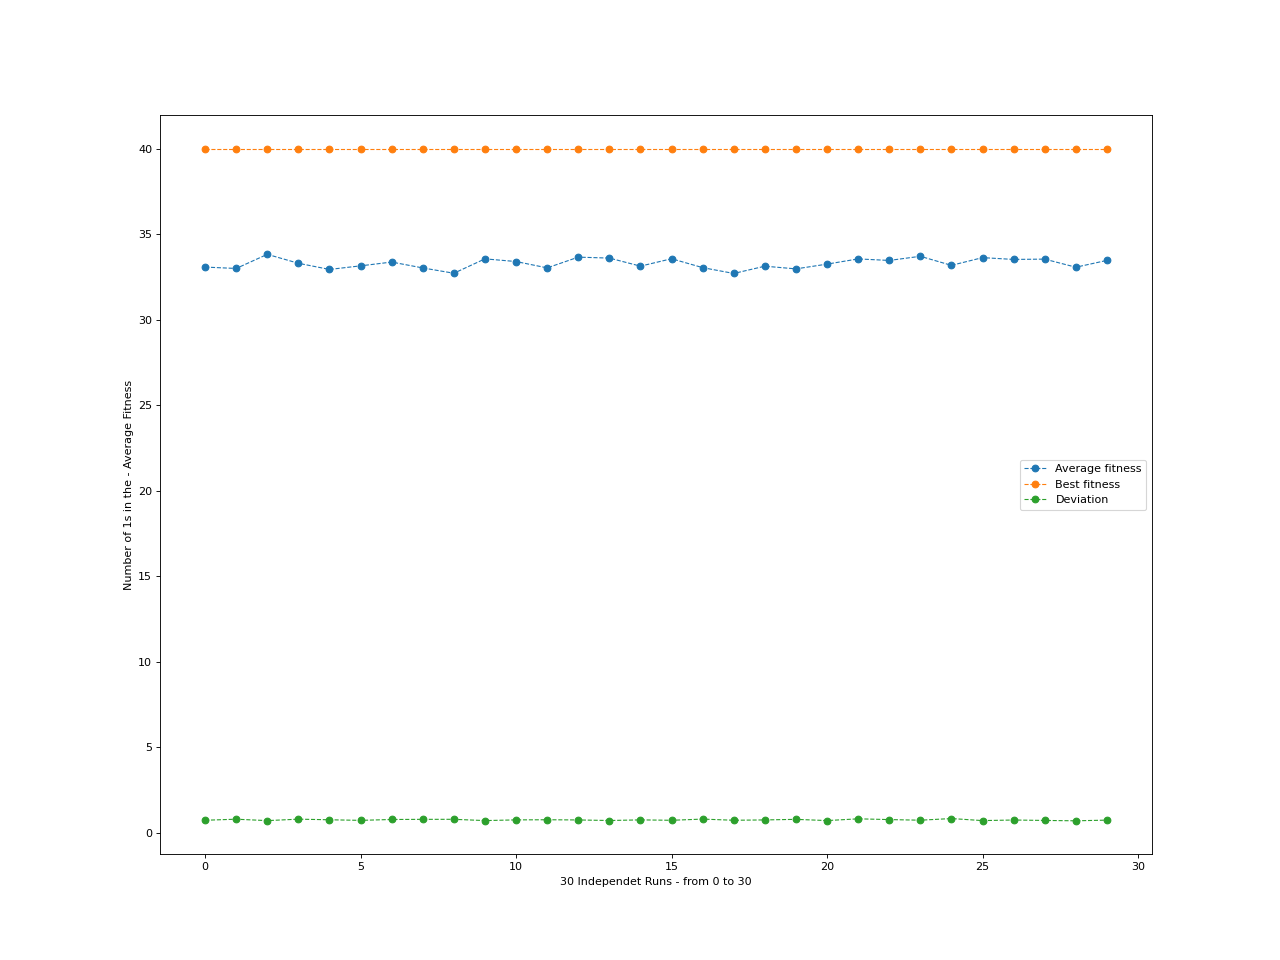 40
35
30
25
20
15
10
5
0
Number of 1s in the - Average Fitness
Average fitness
Best fitness
Deviation
0 5 10 15 20 25 30
30 Independet Runs - from 0 to 30